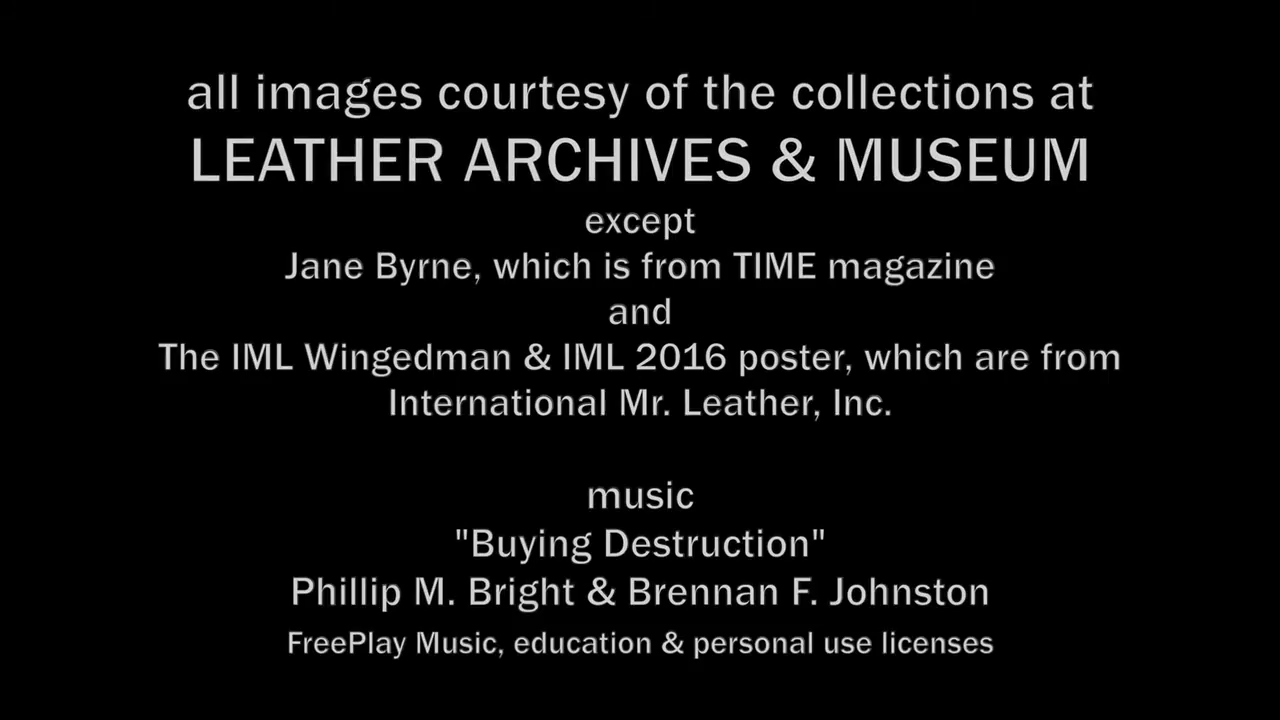 all images courtesy of the collections at
LEATHER ARCHIVES & MUSEUM
except
Jane Byrne, which is from TIME magazine
and
The IML Wingedman & IML 2016 poster, which are from
International Mr. Leather, Inc.
music
"Buying Destruction"
Phillip M. Bright & Brennan F. Johnston
FreePlay Music, education & personal use licenses